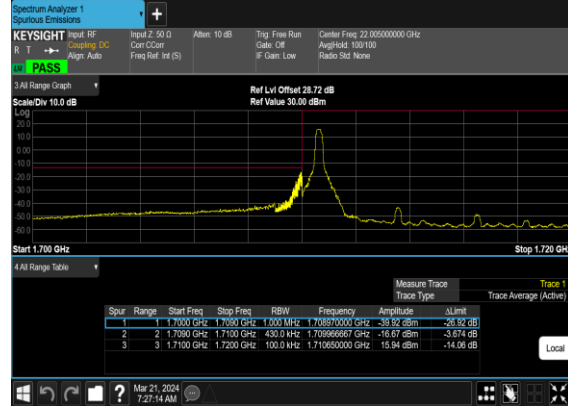 Spectrum Analyzer 1
Spurious Emissions
+
KEYSIGHT
R T
Input: RF
Coupling: DC
Align: Auto
Input Z: 50 Ω
Corr CCorr
Freq Ref: Int (S)
Atten: 10 dB
Trig: Free Run
Gate: Off
IF Gain: Low
Center Freq: 22.005000000 GHz
Avg|Hold: 100/100
Radio Std: None
PASS
3 All Range Graph
Scale/Div 10.0 dB
Ref Lvl Offset 28.72 dB
Ref Value 30.00 dBm
Log
20.0
10.0
0.00
-10.0
-20.0
-30.0
-40.0
-50.0
-60.0
Start 1.700 GHz
Stop 1.720 GH
4 All Range Table
Measure Trace Trace 1
Trace Type Trace Average (Active)
Spur Range Start Freq Stop Freq RBW Frequency Amplitude ΔLimit
1 1 1.7000 GHz 1.7090 GHz 1.000 MHz 1.708970000 GHz -39.92 dBm -26.92 dB
2 2 1.7090 GHz 1.7100 GHz 430.0 kHz 1.709966667 GHz -16.67 dBm -3.674 dB
3 3 1.7100 GHz 1.7200 GHz 100.0 kHz 1.710650000 GHz 15.94 dBm -14.06 dB
Local
?
Mar 21, 2024
7:27:14 AM